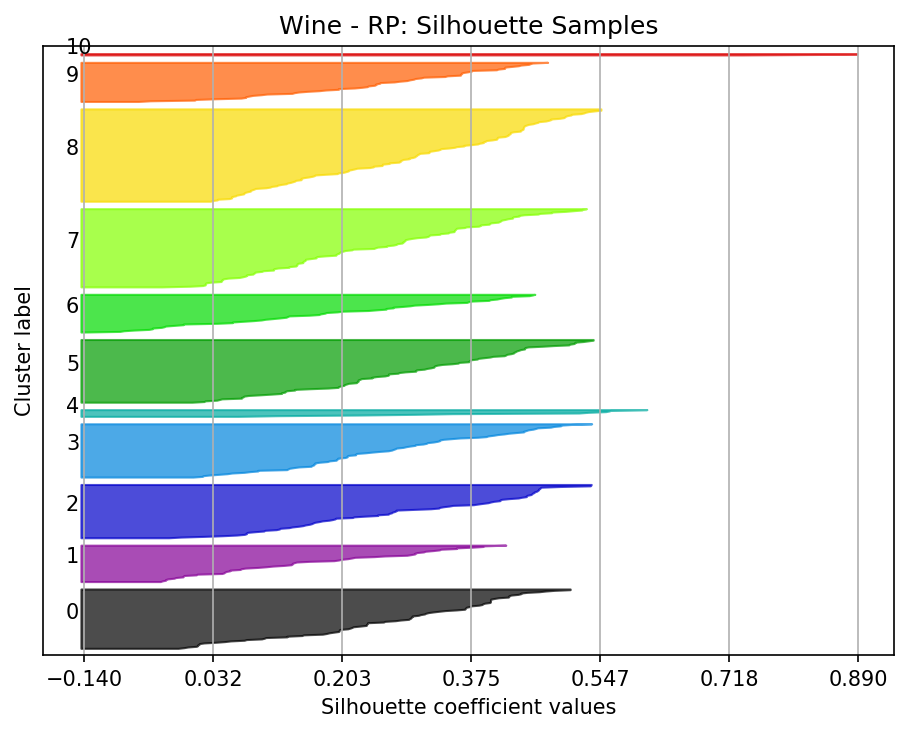 Wine - RP: Silhouette Samples
10
9
8
7
6
5
4
3
2
1
0
Cluster label
−0.140 0.032 0.203 0.375 0.547 0.718 0.890
Silhouette coefficient values